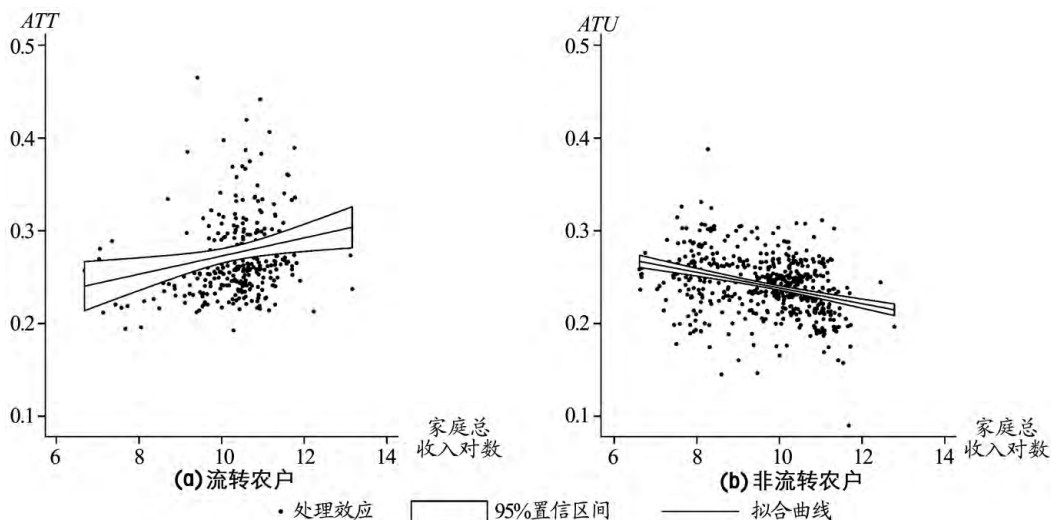 ATT
0.5
0.4
0.3
0.2
0.1
6
8
10
12
14
家庭总
收入对数
(a) 流转农户
ATU
0.5
0.4
0.3
0.2
0.1
6
8
10
12
14
家庭总
收入对数
(b) 非流转农户
处理效应
95%置信区间
拟合曲线